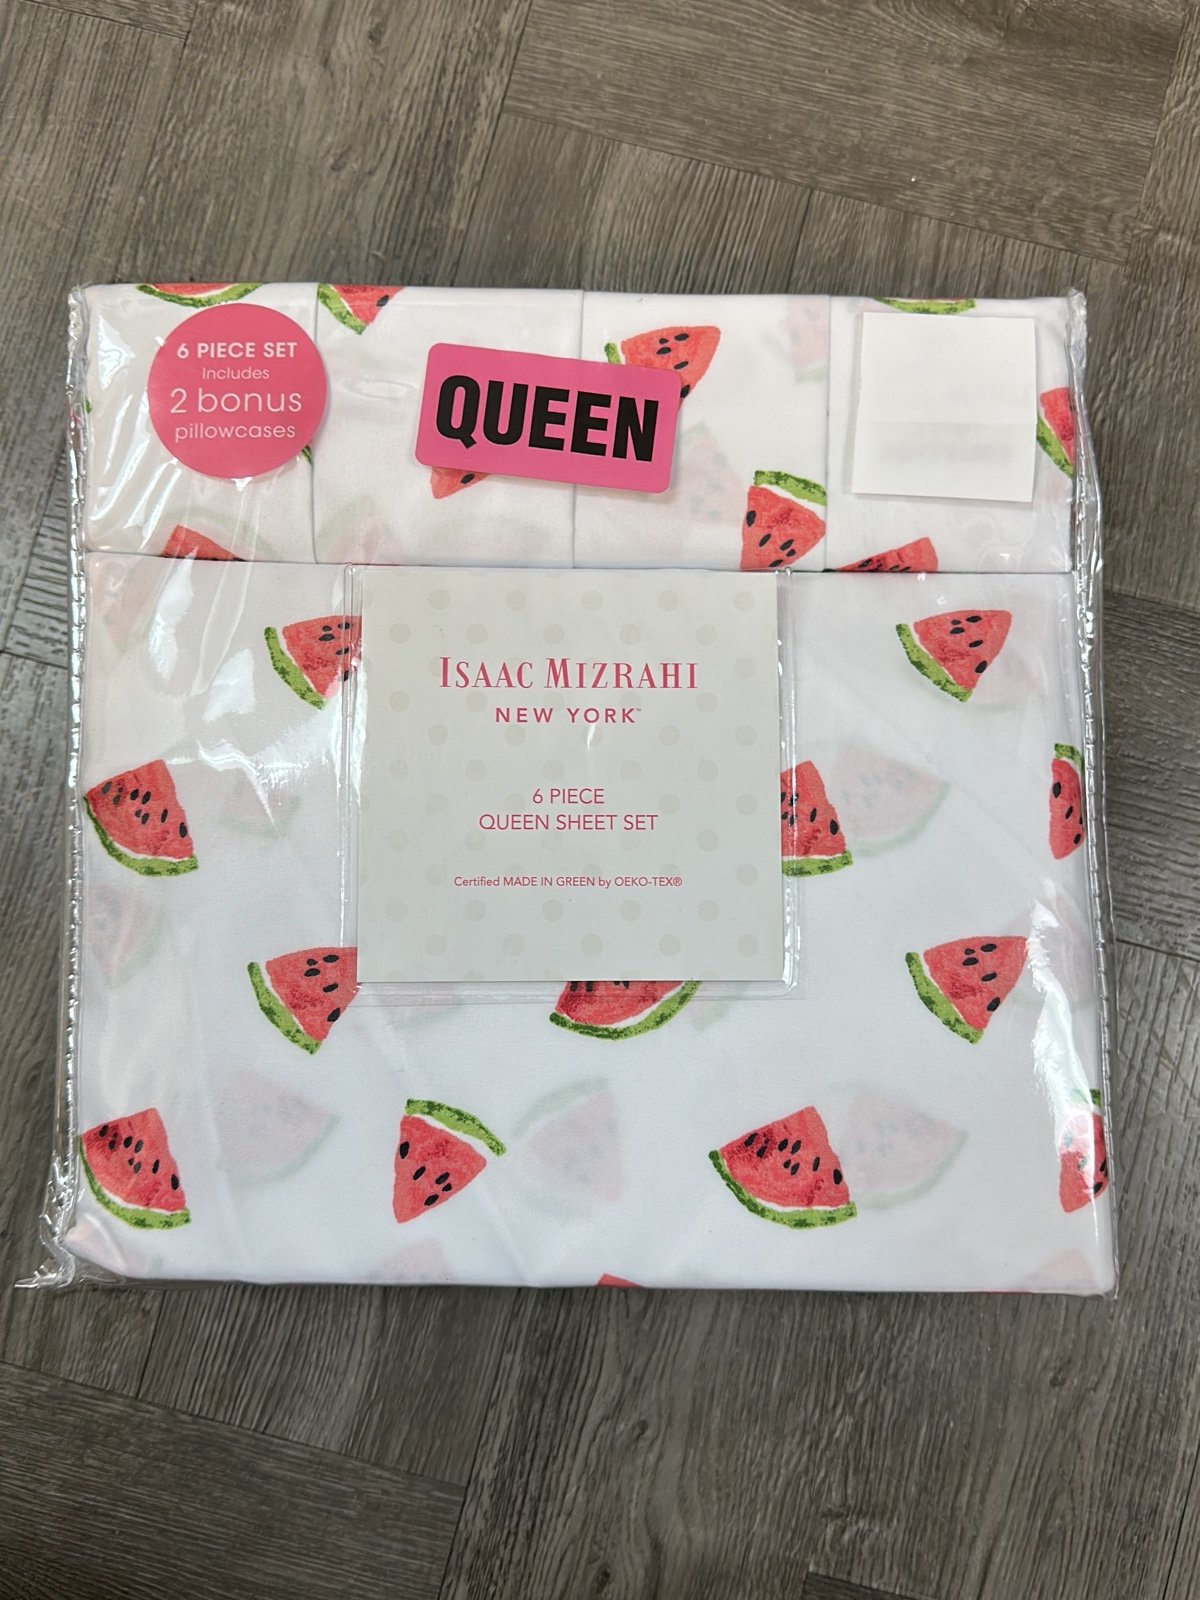 6 PIECE SET
Includes
2 bonus
pillowcases
QUEEN
ISAAC MIZRAHI
NEW YORK™
6 PIECE
QUEEN SHEET SET
Certified MADE IN GREEN by OEKO-TEX®